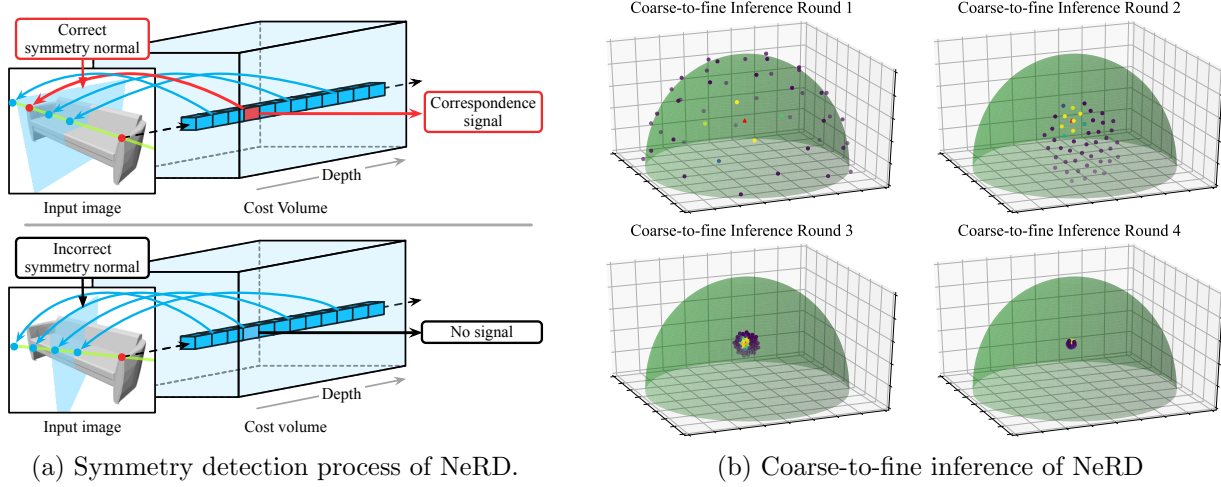 Correct
symmetry normal
Correspondence
signal
Depth
Input image
Cost Volume
Incorrect
symmetry normal
No signal
Depth
Input image
Cost volume
(a) Symmetry detection process of NeRD.
Coarse-to-fine Inference Round 1
Coarse-to-fine Inference Round 2
Coarse-to-fine Inference Round 3
Coarse-to-fine Inference Round 4
(b) Coarse-to-fine inference of NeRD